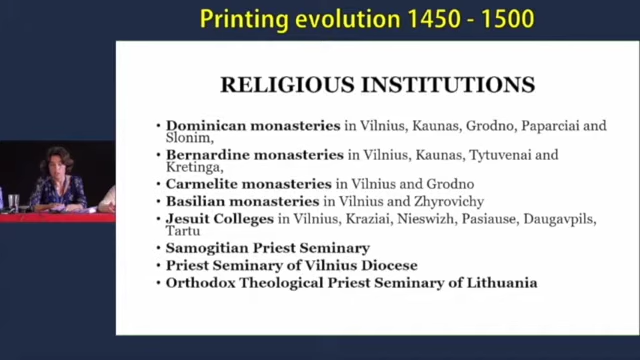 Printing evolution 1450 - 1500
RELIGIOUS INSTITUTIONS
• Dominican monasteries in Vilnius, Kaunas, Grodno, Paparciai and
Slonim,
• Bernardine monasteries in Vilnius, Kaunas, Tytuvenai and
Kretinga,
• Carmelite monasteries in Vilnius and Grodno
• Basilian monasteries in Vilnius and Zhyrovichy
• Jesuit Colleges in Vilnius, Kraziai, Nieswizh, Pasiause, Daugavpils,
Tartu
• Samogitian Priest Seminary
• Priest Seminary of Vilnius Diocese
• Orthodox Theological Priest Seminary of Lithuania